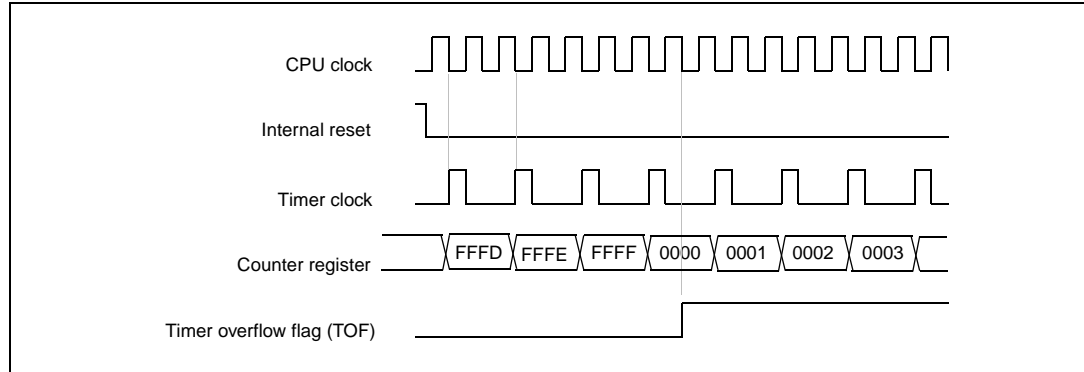 CPU clock
Internal reset
Timer clock
Counter register FFFD FFFE FFFF 0000 0001 0002 0003
Timer overflow flag (TOF)